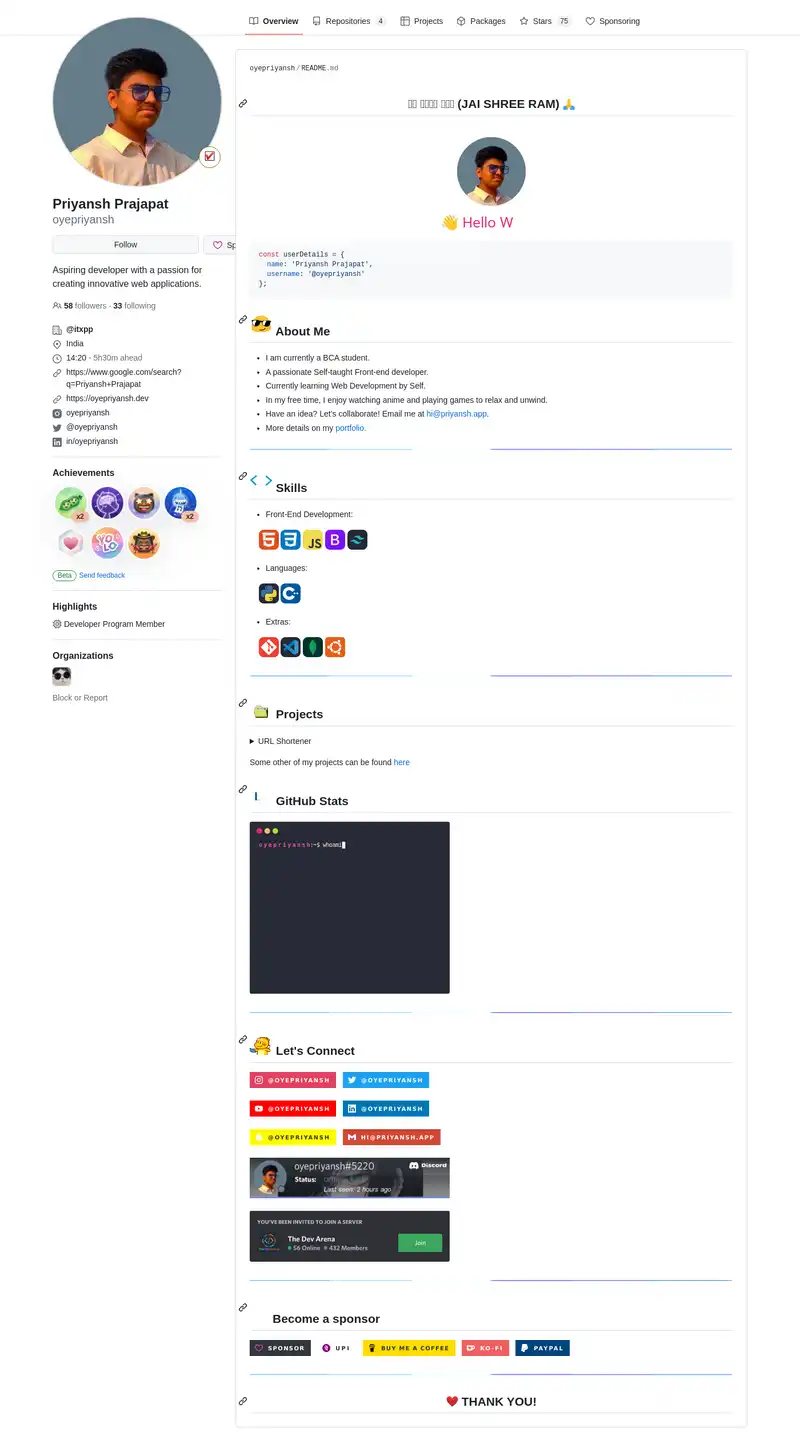 Overview
Repositories 4
Projects
Packages
Stars 75
Sponsoring
Priyansh Prajapat
oyepriyansh
Follow
Sp
Aspiring developer with a passion for
creating innovative web applications.
58 followers · 33 following
@itxpp
India
14:20 - 5h30m ahead
https://www.google.com/search?
q=Priyansh+Prajapat
https://oyepriyansh.dev
oyepriyansh
@oyepriyansh
in/oyepriyansh
Achievements
x2
x2
YOLO
Beta Send feedback
Highlights
Developer Program Member
Organizations
Block or Report
oyepriyansh / README.md
(JAI SHREE RAM) 🙏
👋 Hello W
const userDetails = {
name: 'Priyansh Prajapat',
username: '@oyepriyansh'
};
About Me
• I am currently a BCA student.
• A passionate Self-taught Front-end developer.
• Currently learning Web Development by Self.
• In my free time, I enjoy watching anime and playing games to relax and unwind.
• Have an idea? Let's collaborate! Email me at hi@priyansh.app.
• More details on my portfolio.
Skills
• Front-End Development:
JS
B
• Languages:
• Extras:
Projects
URL Shortener
Some other of my projects can be found here
GitHub Stats
oyepriyansh:~$ whoami
Let's Connect
@OYEPRIYANSH
@OYEPRIYANSH
@OYEPRIYANSH
@OYEPRIYANSH
@OYEPRIYANSH
HI@PRIYANSH.APP
oyepriyansh#5220
Discord
Status:
Last seen: 2 hours ago
YOU'VE BEEN INVITED TO JOIN A SERVER
The Dev Arena
56 Online 432 Members
Join
Become a sponsor
SPONSOR
UPI
BUY ME A COFFEE
KO-FI
PAYPAL
❤️ THANK YOU!